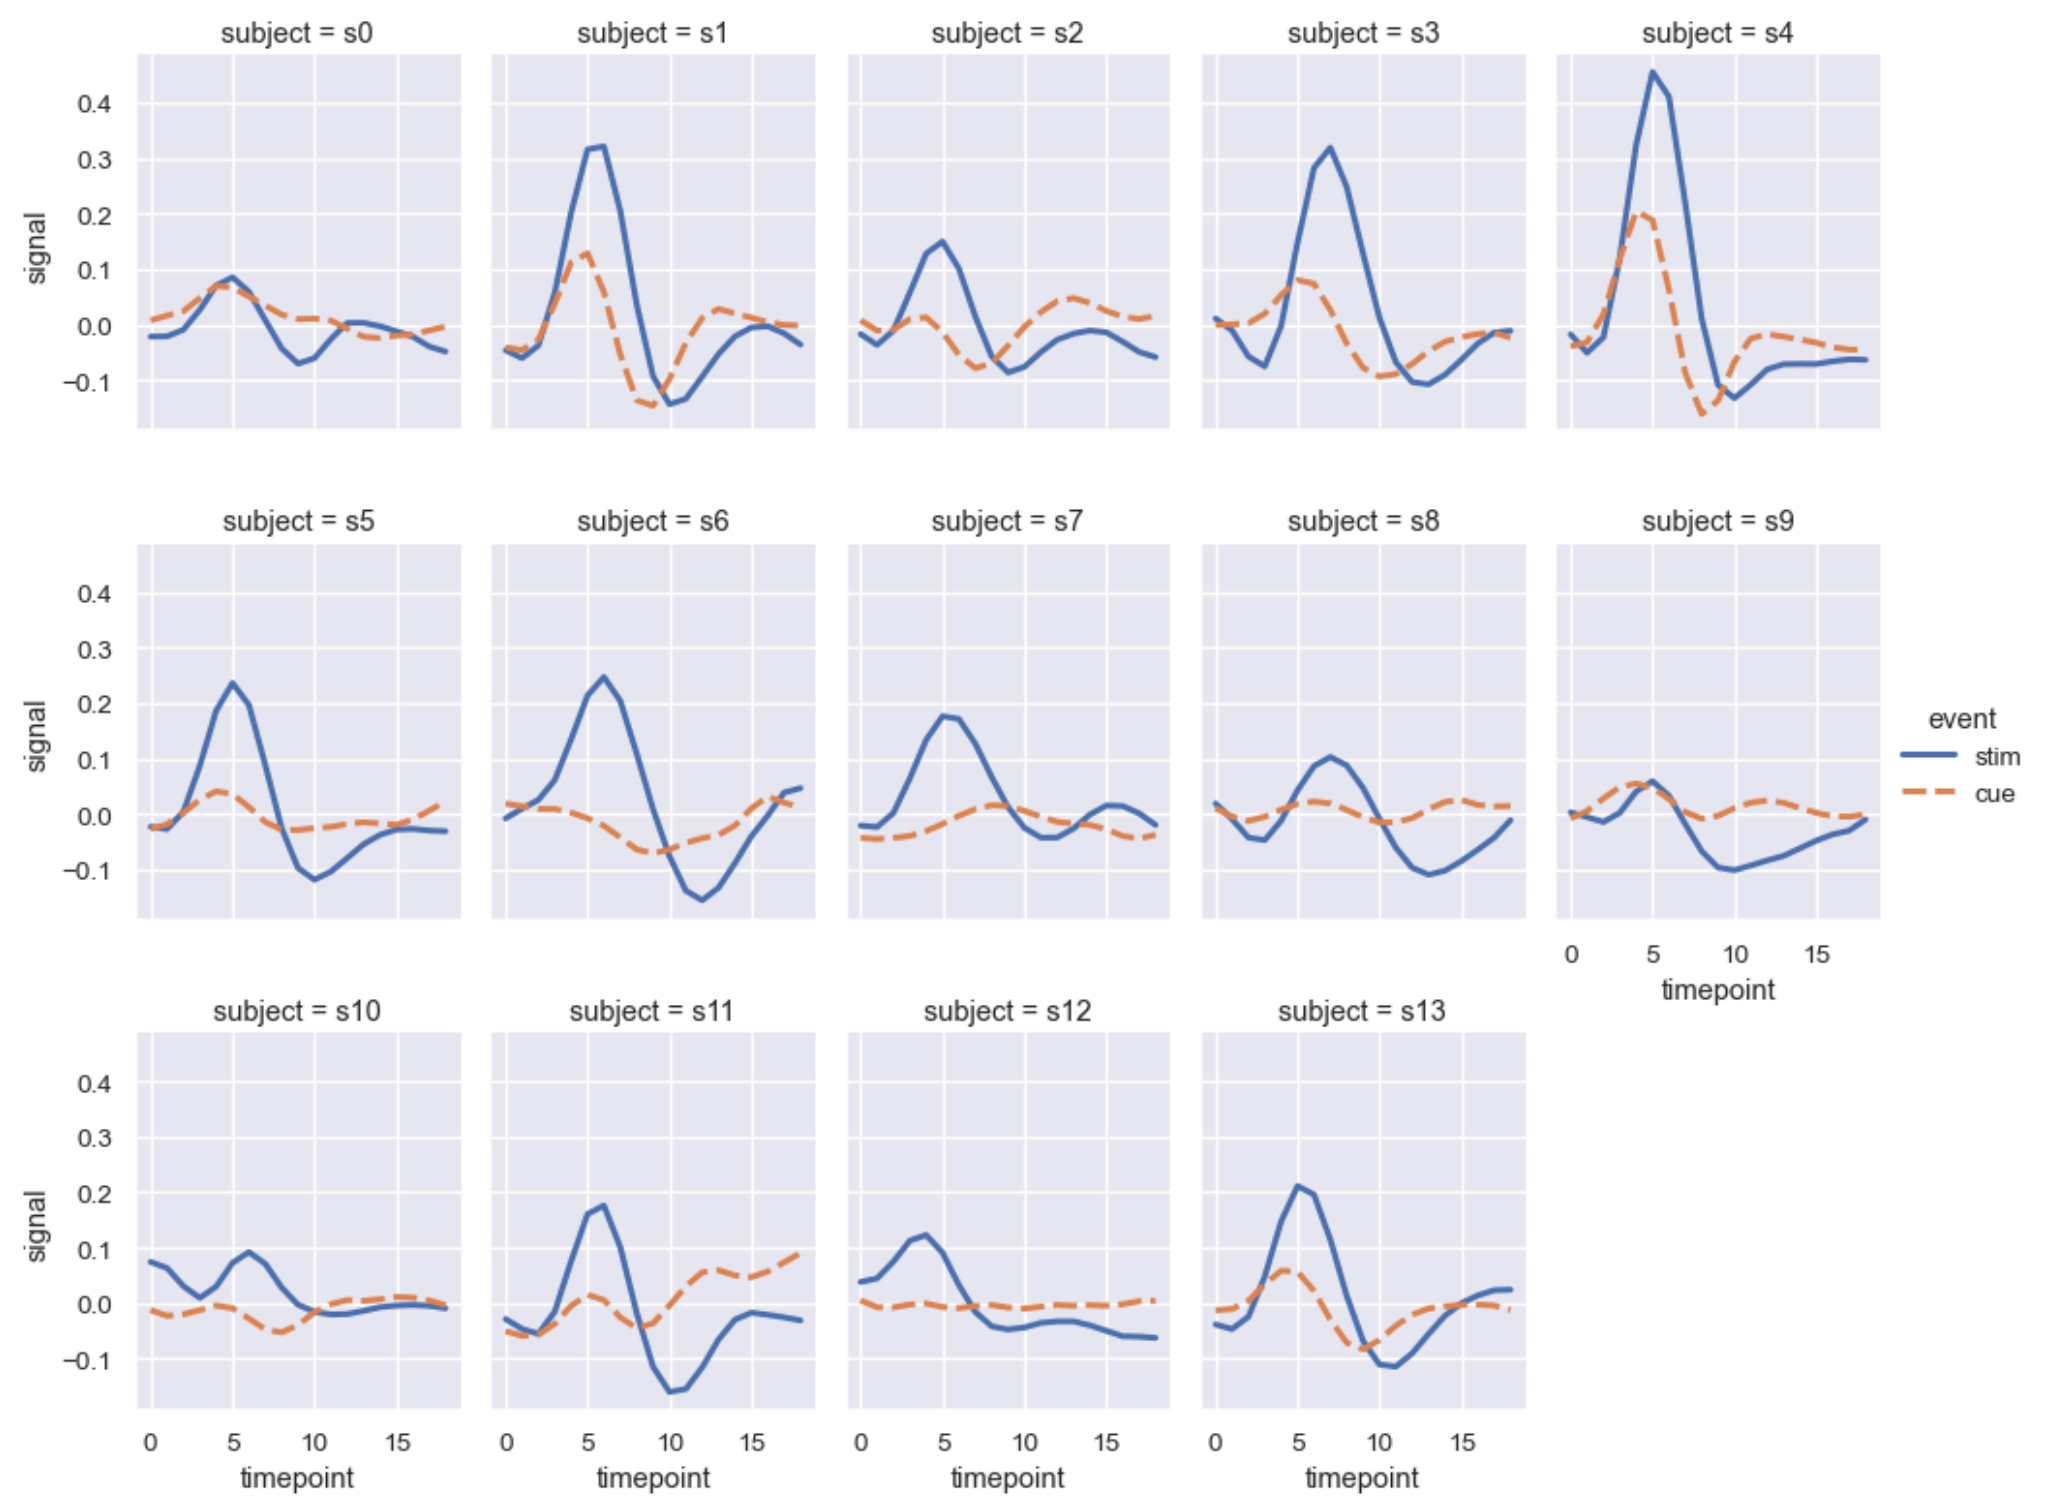 subject = s0
subject = s1
subject = s2
subject = s3
subject = s4
signal
0.4
0.3
0.2
0.1
0.0
−0.1
subject = s5
subject = s6
subject = s7
subject = s8
subject = s9
signal
0.4
0.3
0.2
0.1
0.0
−0.1
0 5 10 15
timepoint
event
stim
cue
subject = s10
subject = s11
subject = s12
subject = s13
signal
0.4
0.3
0.2
0.1
0.0
−0.1
0 5 10 15
timepoint
0 5 10 15
timepoint
0 5 10 15
timepoint
0 5 10 15
timepoint